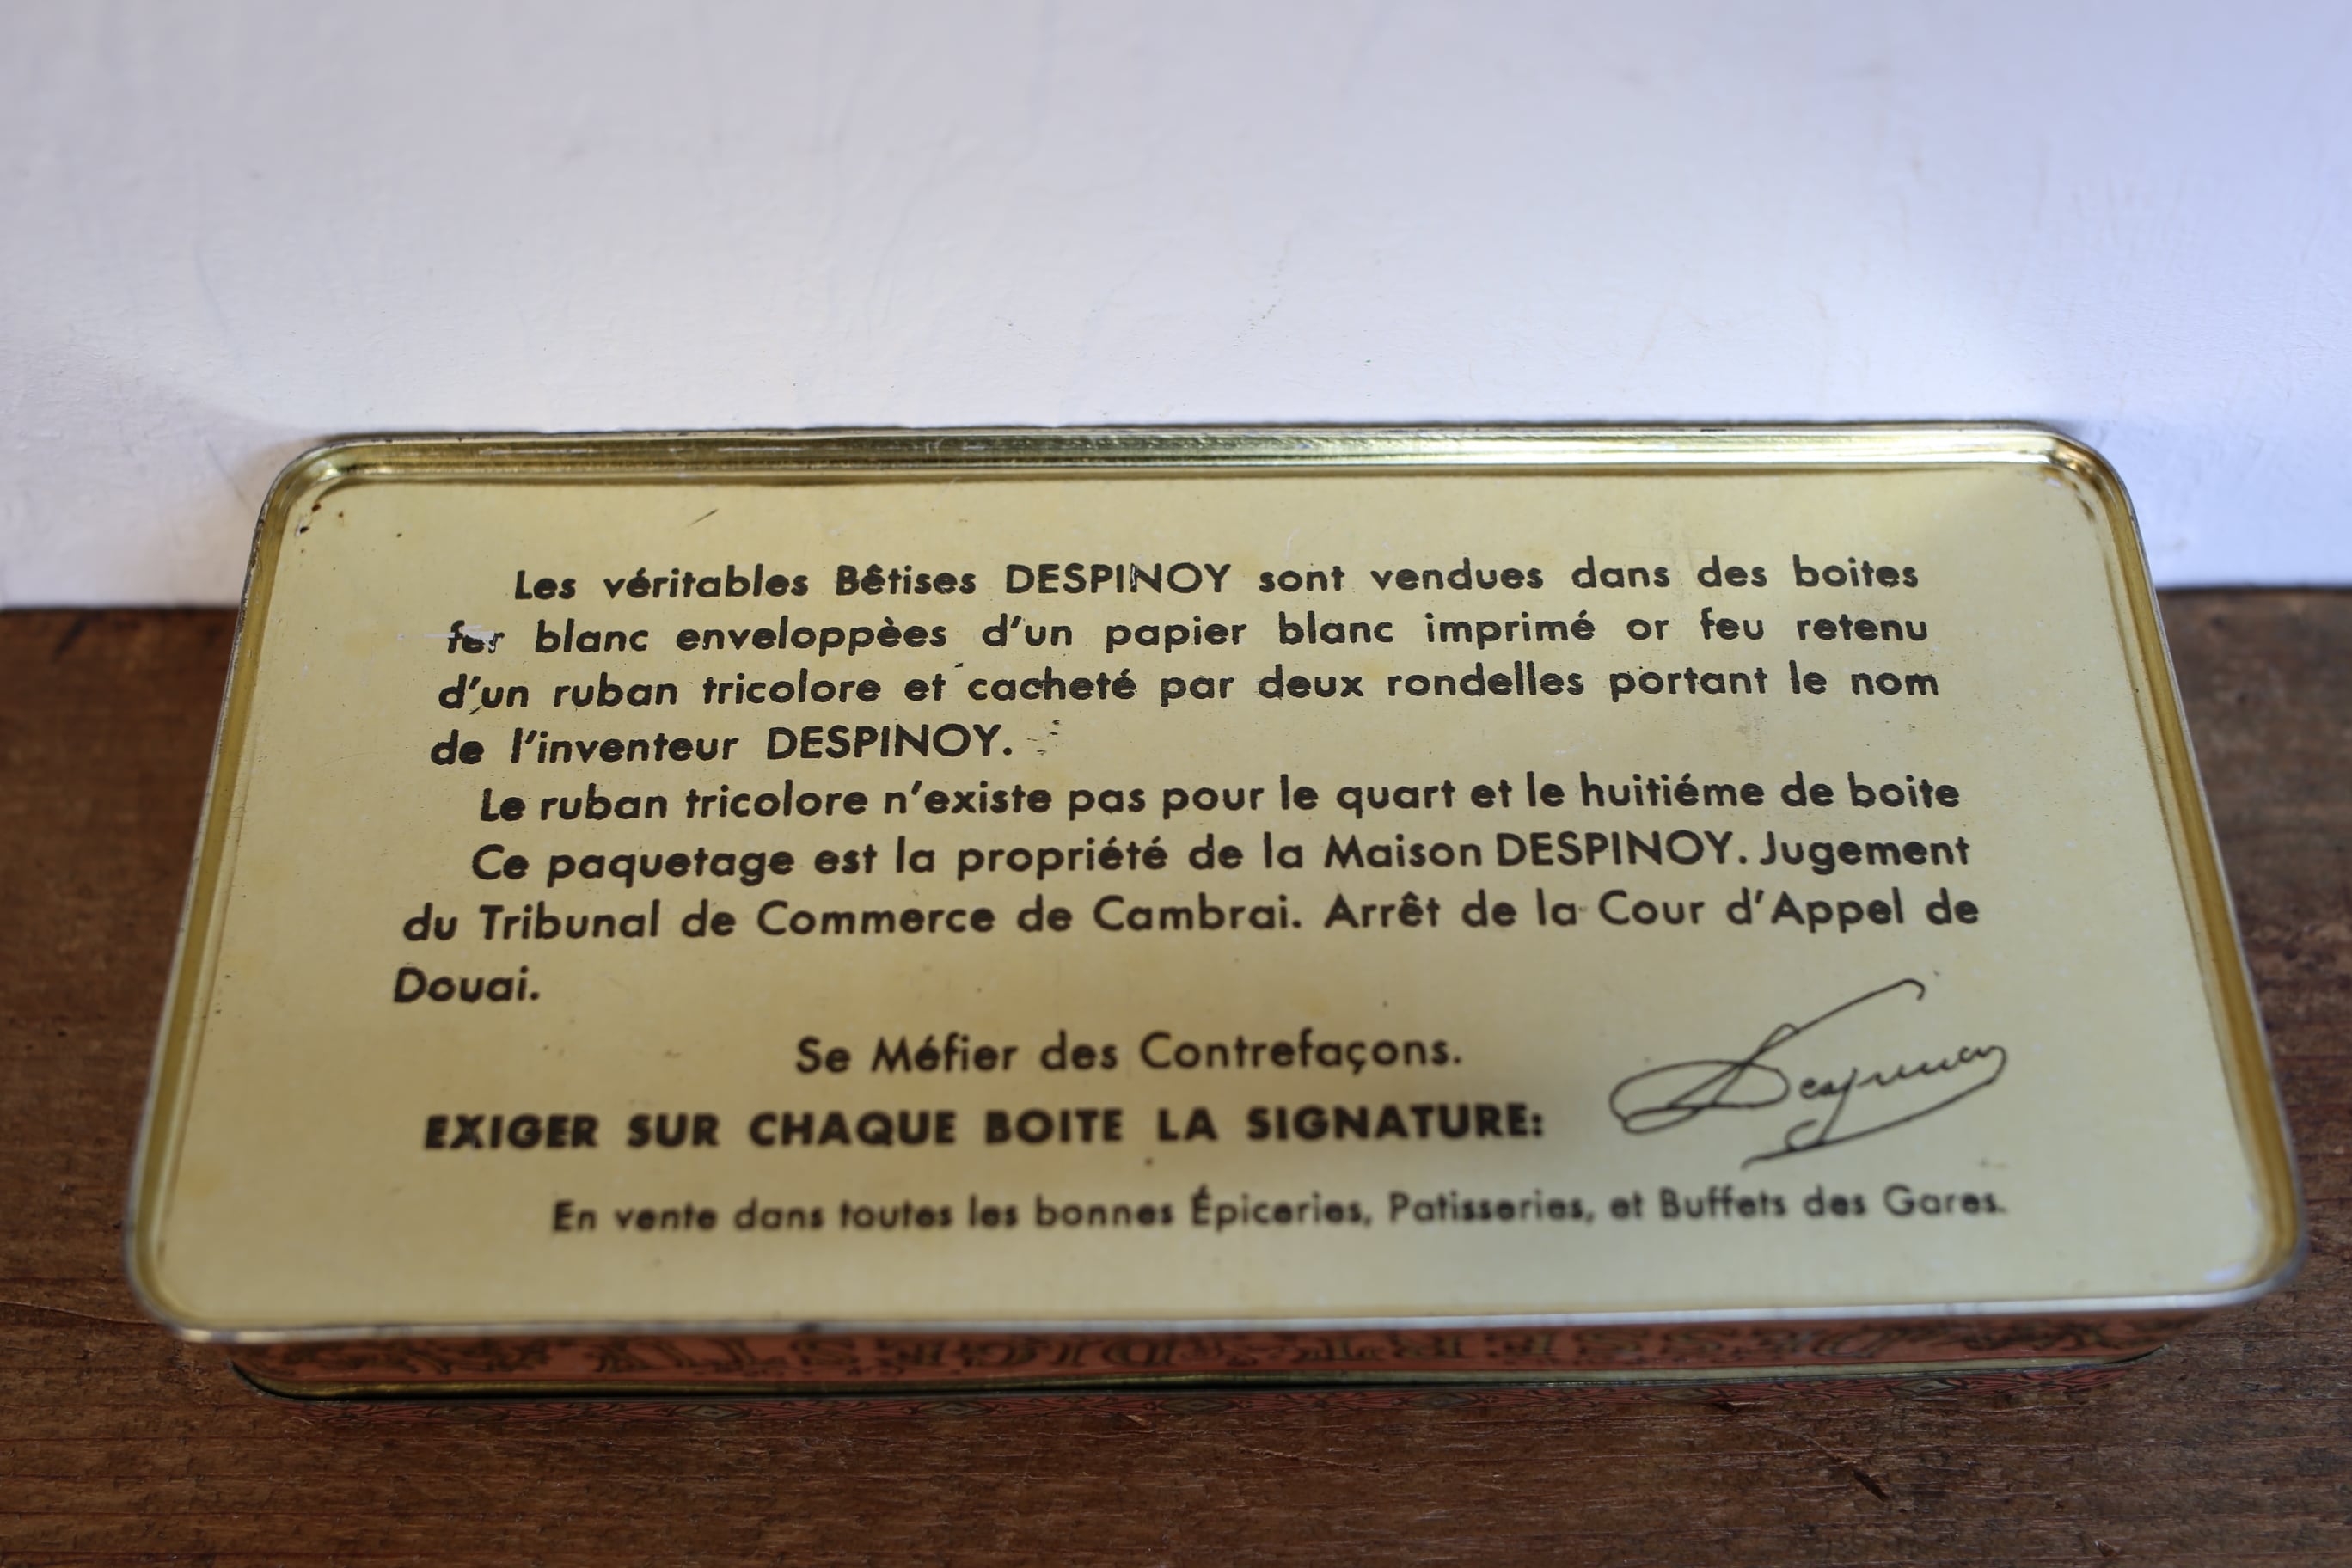 Les véritables Bêtises DESPINOY sont vendues dans des boites
fer blanc enveloppèes d'un papier blanc imprimé or feu retenu
d'un ruban tricolore et cacheté par deux rondelles portant le nom
de l'inventeur DESPINOY.
Le ruban tricolore n'existe pas pour le quart et le huitiéme de boite
Ce paquetage est la propriété de la Maison DESPINOY. Jugement
du Tribunal de Commerce de Cambrai. Arrêt de la Cour d'Appel de
Douai.
Se Méfier des Contrefaçons.
EXIGER SUR CHAQUE BOITE LA SIGNATURE: Despinoy
En vente dans toutes les bonnes Épiceries, Patisseries, et Buffets des Gares.